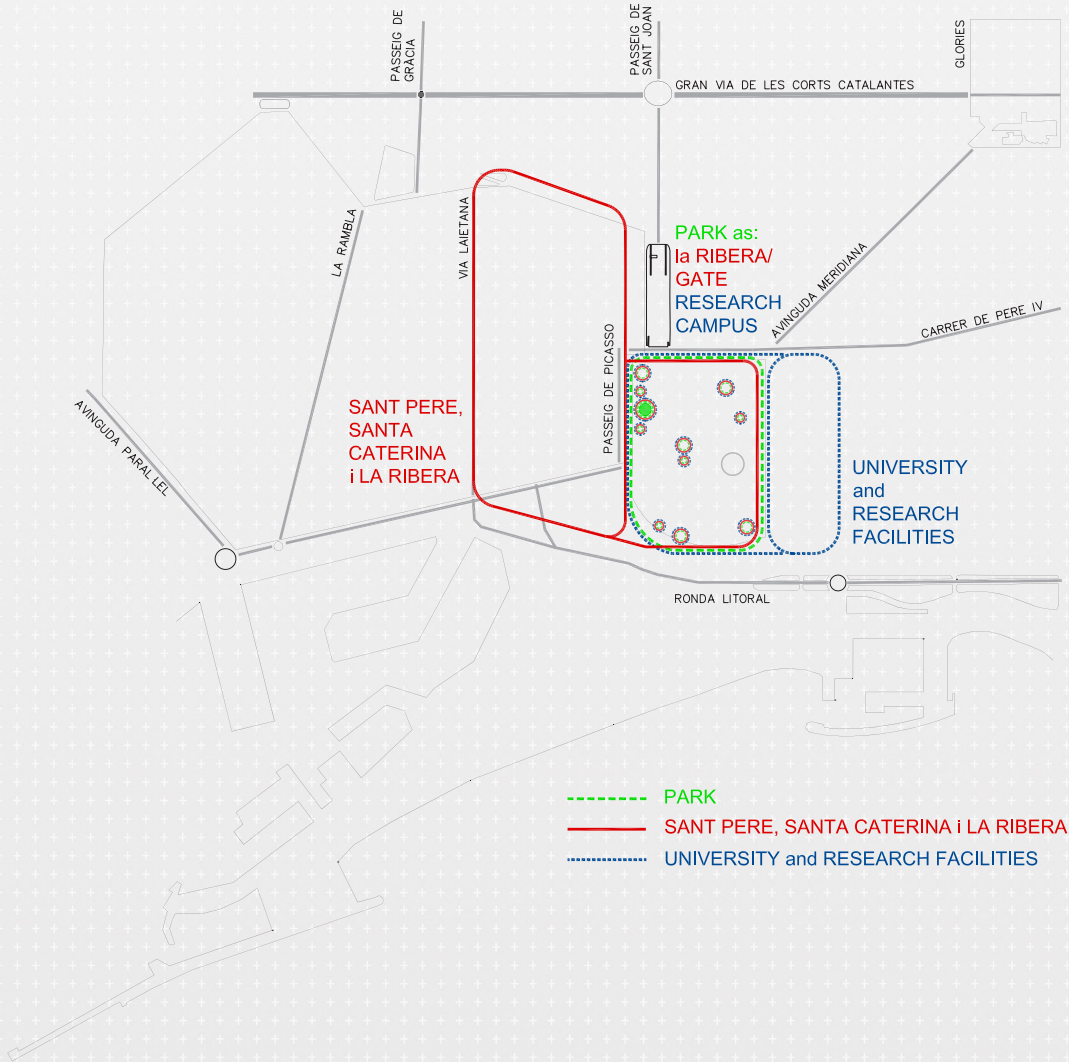 PASSEIG DE
GRÀCIA
PASSEIG DE
SANT JOAN
GLORIES
GRAN VIA DE LES CORTS CATALANTES
LA RAMBLA
VIA LAIETANA
PARK as:
la RIBERA/
GATE
RESEARCH
CAMPUS
AVINGUDA MERIDIANA
CARRER DE PERE IV
PASSEIG DE PICASSO
AVINGUDA PARAL LEL
SANT PERE,
SANTA
CATERINA
i LA RIBERA
UNIVERSITY
and
RESEARCH
FACILITIES
RONDA LITORAL
PARK
SANT PERE, SANTA CATERINA i LA RIBERA
UNIVERSITY and RESEARCH FACILITIES